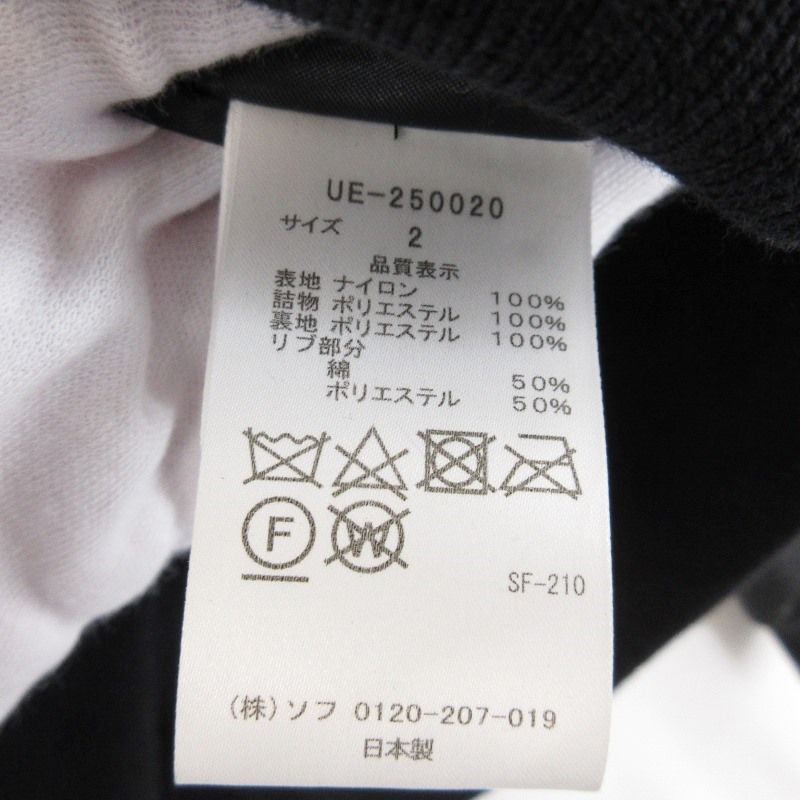 UE-250020
サイズ 2
品質表示
表地 ナイロン 100%
詰物 ポリエステル 100%
裏地 ポリエステル 100%
リブ部分
綿 50%
ポリエステル 50%
F W
SF-210
(株)ソフ 0120-207-019
日本製